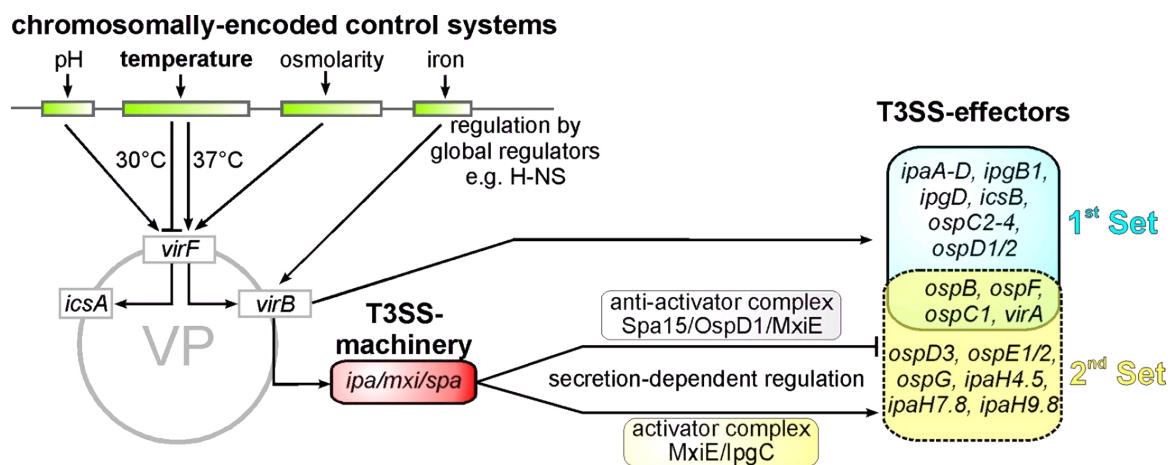 chromosomally-encoded control systems
pH temperature osmolarity iron
regulation by
global regulators
e.g. H-NS
30°C 37°C
virF
icsA
virB
VP
T3SS-
machinery
ipa/mxi/spa
anti-activator complex
Spa15/OspD1/MxiE
secretion-dependent regulation
activator complex
MxiE/IpgC
T3SS-effectors
ipaA-D, ipgB1,
ipgD, icsB,
ospC2-4,
ospD1/2
1st Set
ospB, ospF,
ospC1, virA
ospD3, ospE1/2,
ospG, ipaH4.5,
ipaH7.8, ipaH9.8
2nd Set